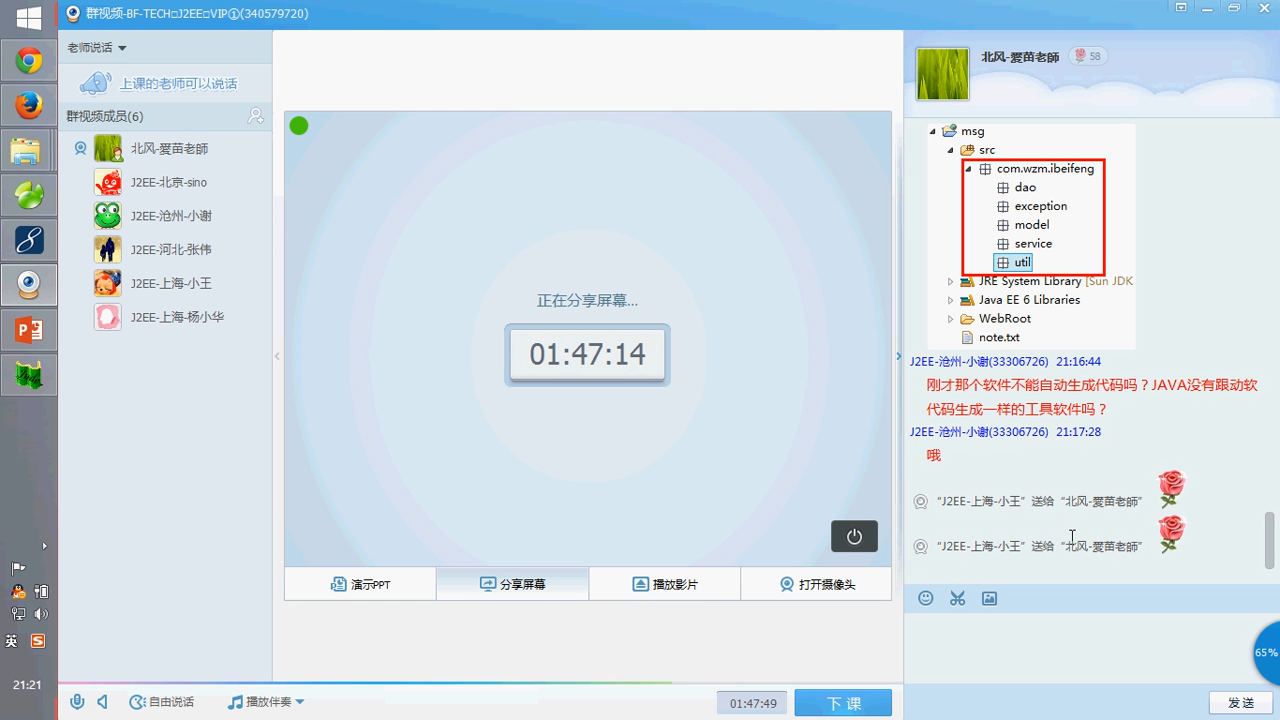 群视频-BF-TECH□J2EE□VIP①(340579720)
老师说话
上课的老师可以说话
群视频成员(6)
北风-愛苗老師
J2EE-北京-sino
J2EE-沧州-小谢
J2EE-河北-张伟
J2EE-上海-小王
J2EE-上海-杨小华
正在分享屏幕...
01:47:14
演示PPT
分享屏幕
播放影片
打开摄像头
自由说话
播放伴奏
01:47:49
下 课
北风-愛苗老師
58
msg
src
com.wzm.ibeifeng
dao
exception
model
service
util
JRE System Library [Sun JDK
Java EE 6 Libraries
WebRoot
note.txt
J2EE-沧州-小谢(33306726) 21:16:44
刚才那个软件不能自动生成代码吗？JAVA没有跟动软
代码生成一样的工具软件吗？
J2EE-沧州-小谢(33306726) 21:17:28
哦
“J2EE-上海-小王”送给“北风-愛苗老師”
“J2EE-上海-小王”送给“北风-愛苗老師”
65%
发 送
英
21:21